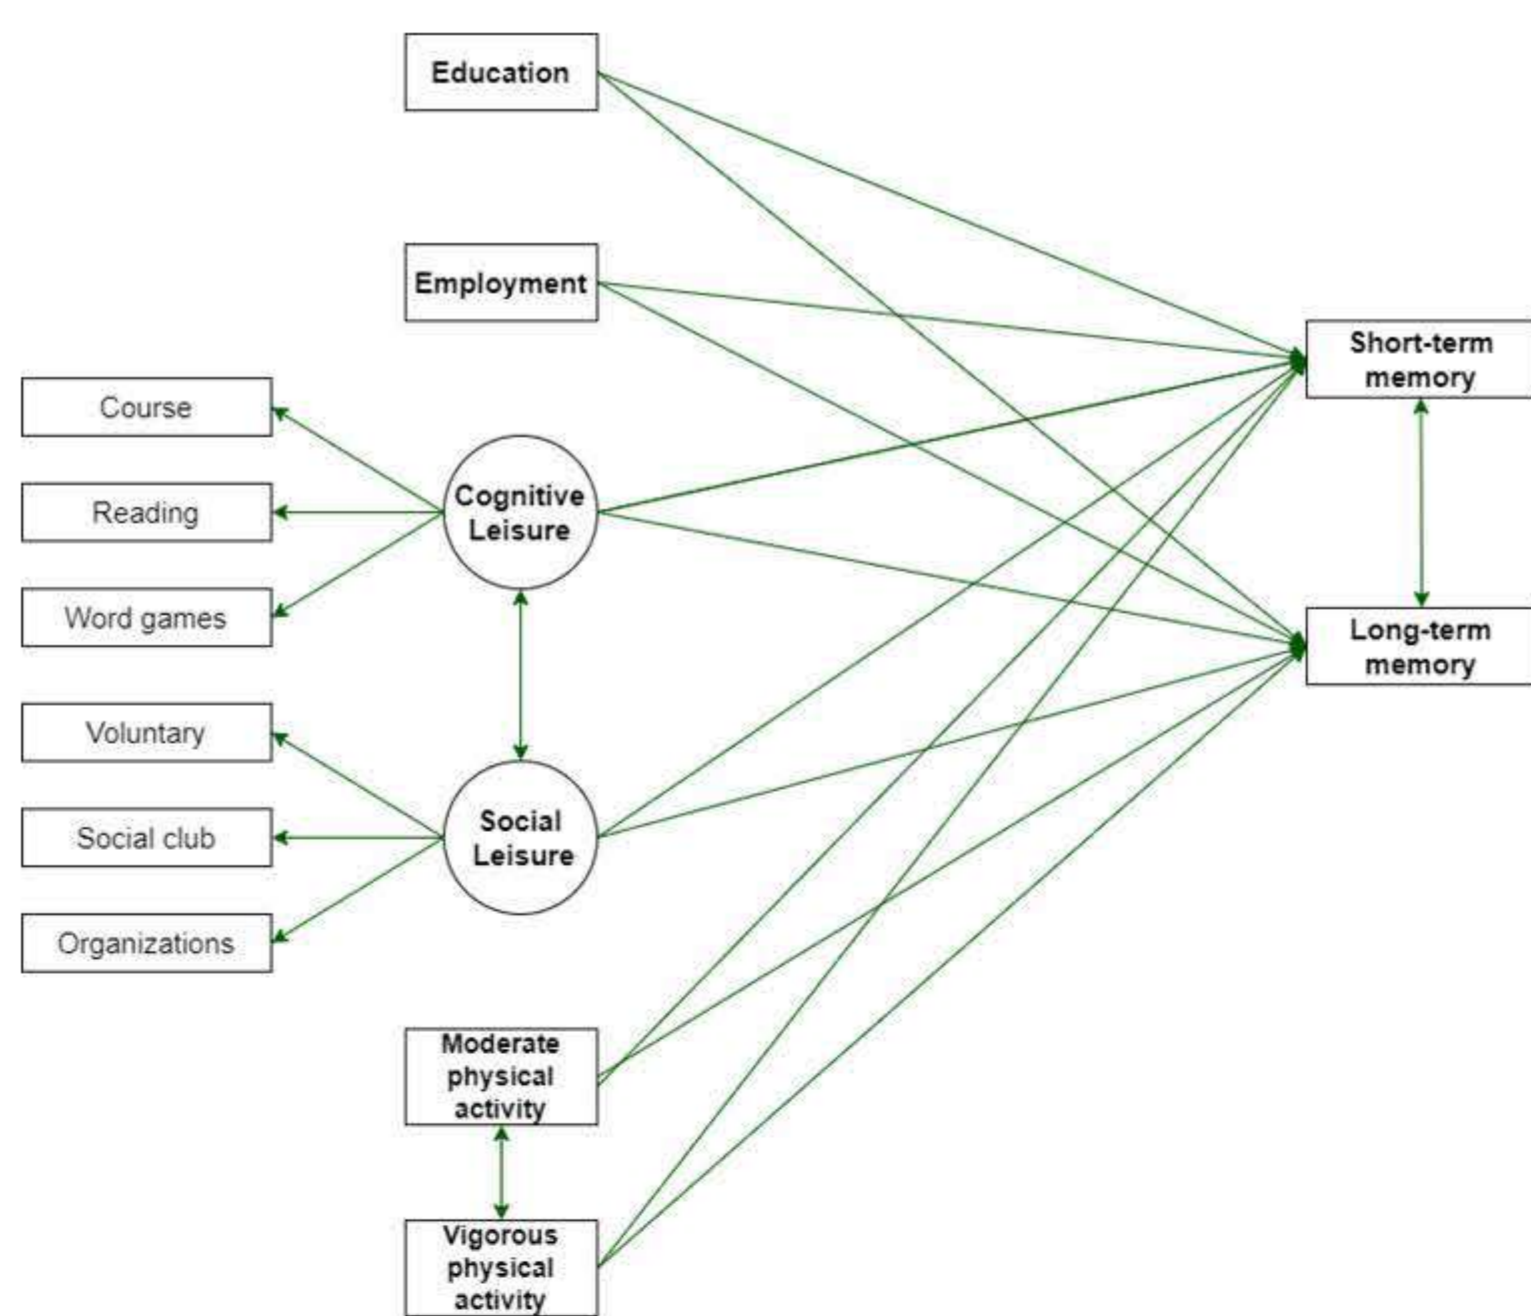 Education
Employment
Short-term
memory
Course
Reading
Word games
Cognitive
Leisure
Long-term
memory
Voluntary
Social club
Organizations
Social
Leisure
Moderate
physical
activity
Vigorous
physical
activity